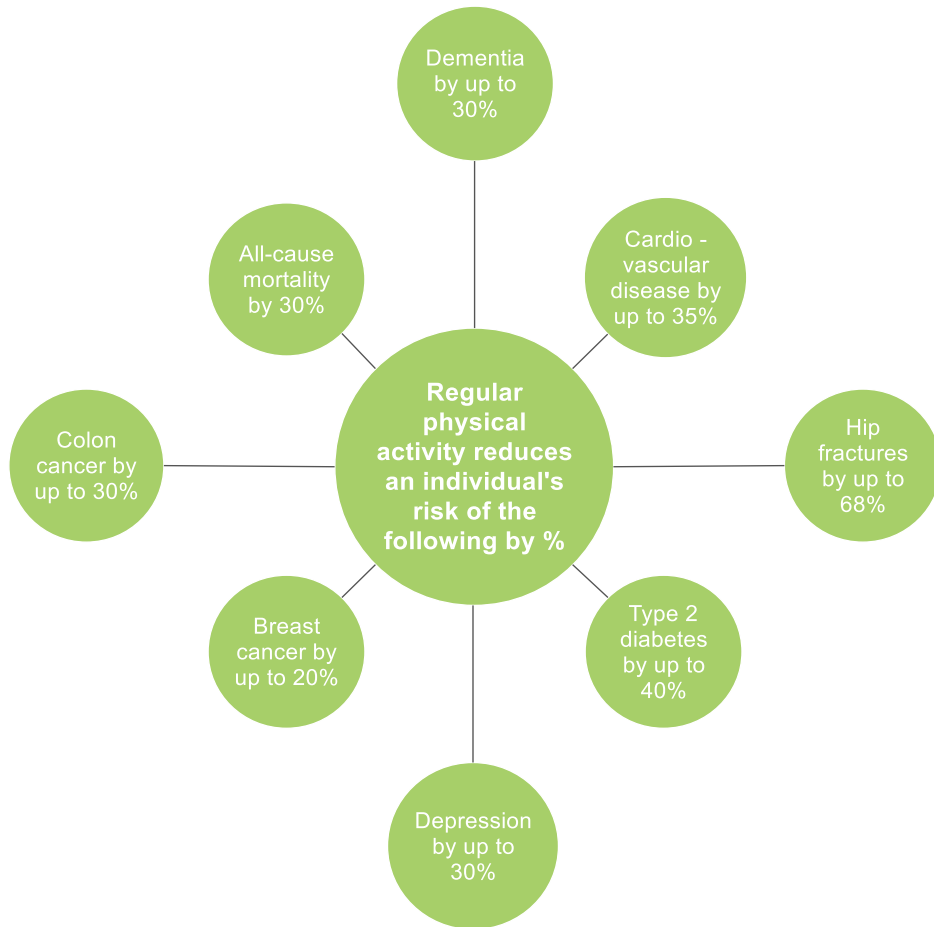 Dementia
by up to
30%
All-cause
mortality
by 30%
Cardio -
vascular
disease by
up to 35%
Regular
physical
activity reduces
an individual's
risk of the
following by %
Colon
cancer by
up to 30%
Hip
fractures
by up to
68%
Breast
cancer by
up to 20%
Type 2
diabetes
by up to
40%
Depression
by up to
30%